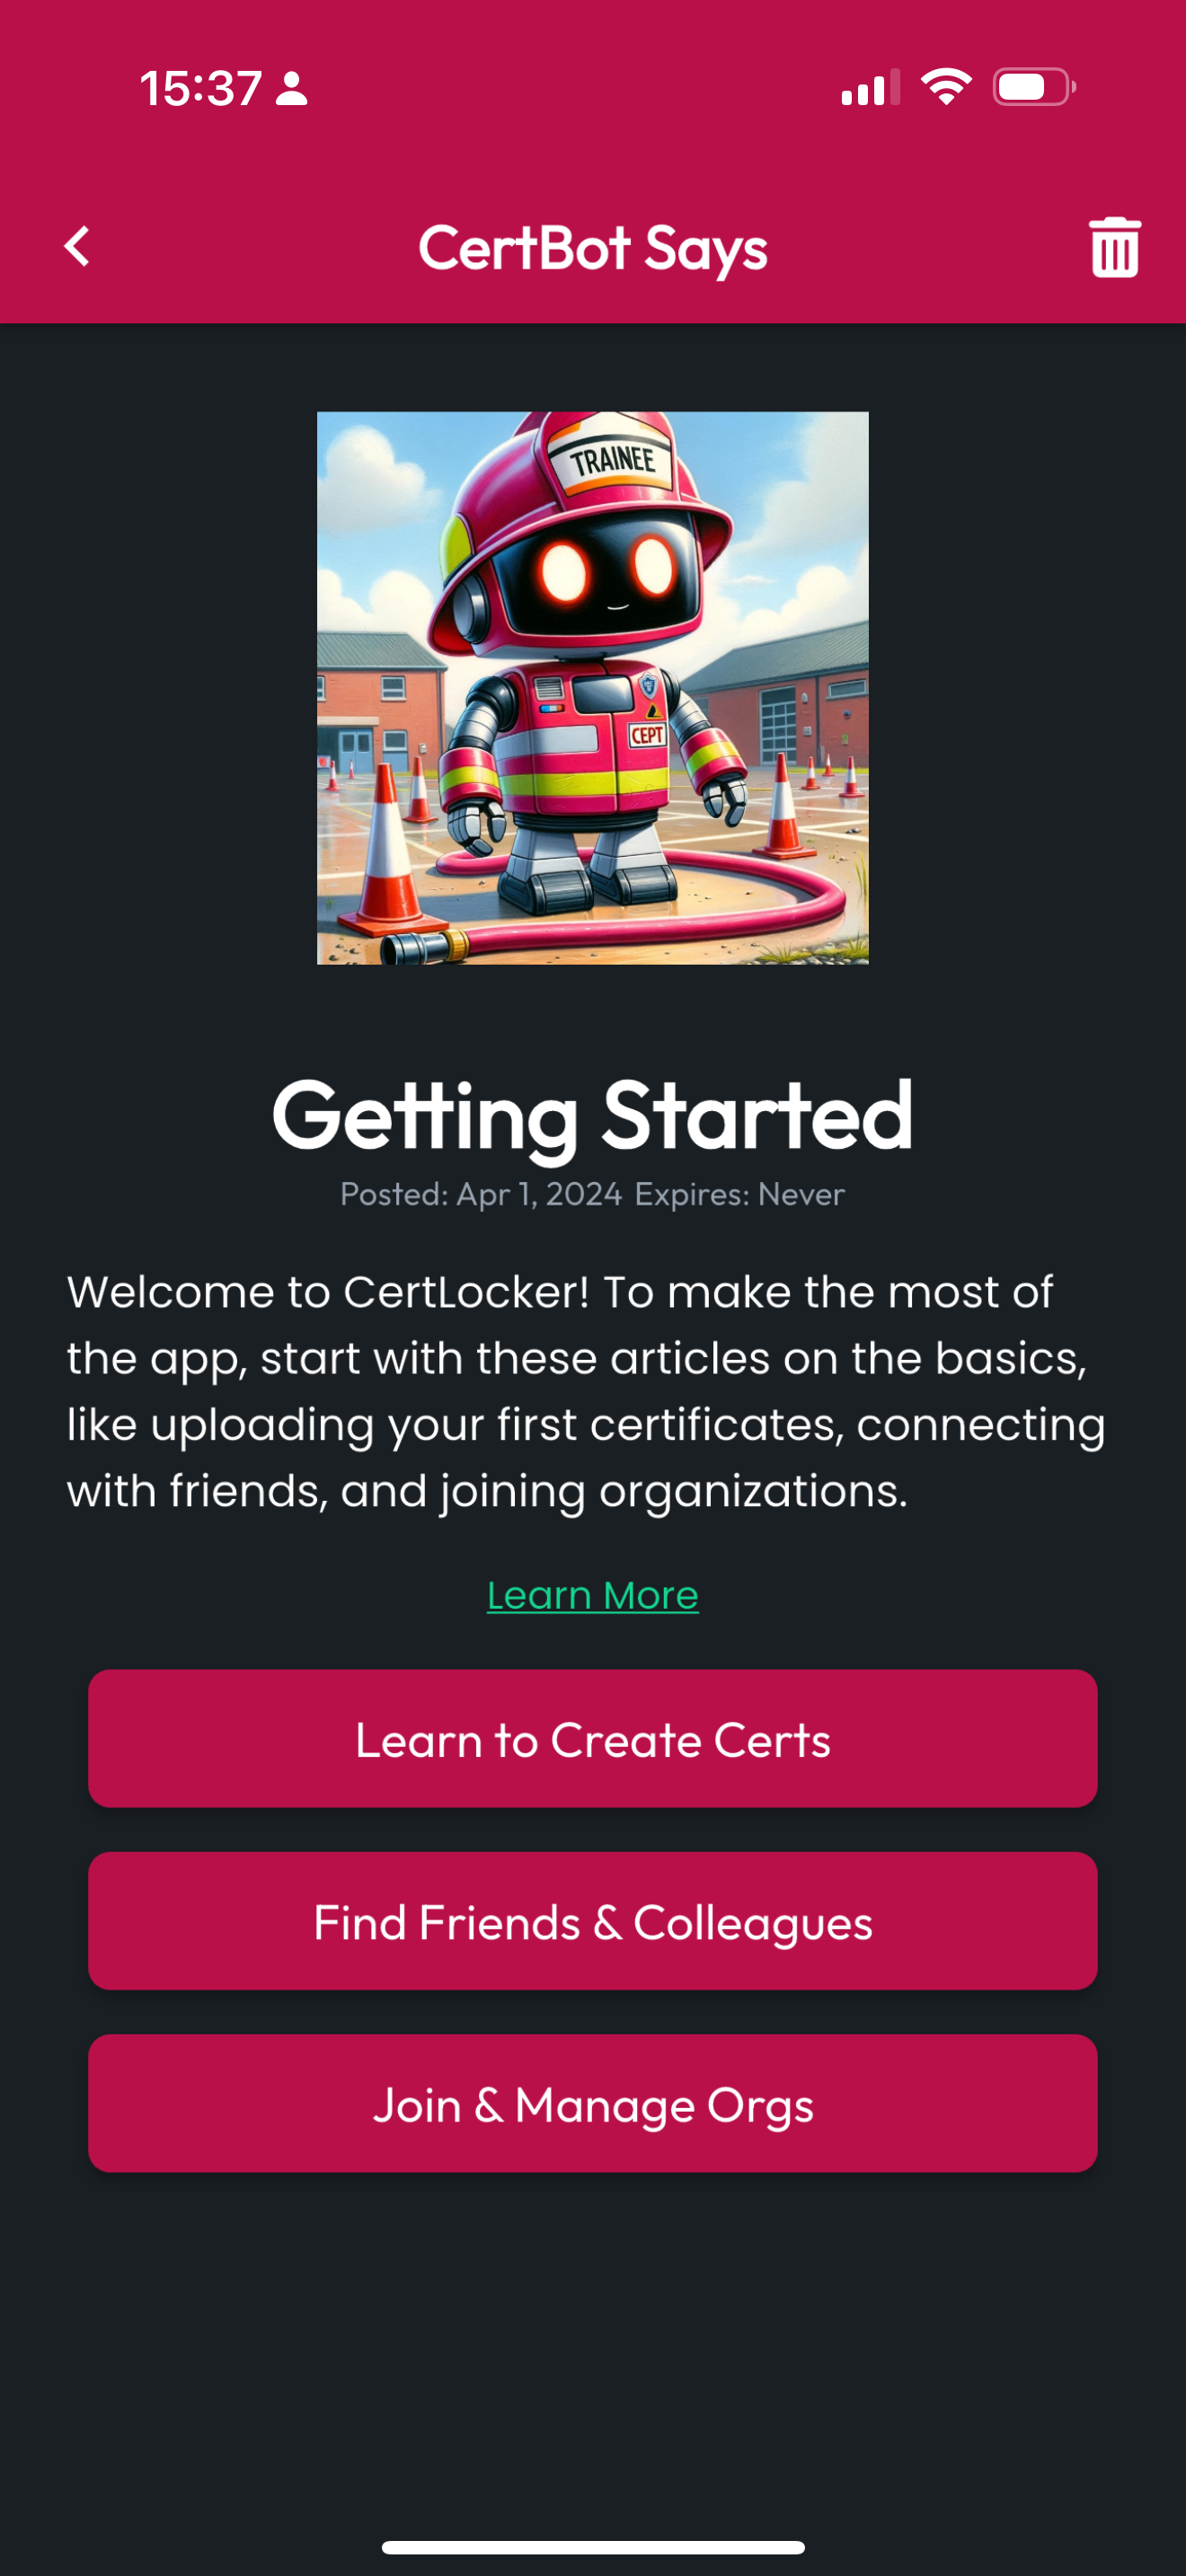 15:37
CertBot Says
TRAINEE
CEPT
Getting Started
Posted: Apr 1, 2024 Expires: Never
Welcome to CertLocker! To make the most of
the app, start with these articles on the basics,
like uploading your first certificates, connecting
with friends, and joining organizations.
Learn More
Learn to Create Certs
Find Friends & Colleagues
Join & Manage Orgs